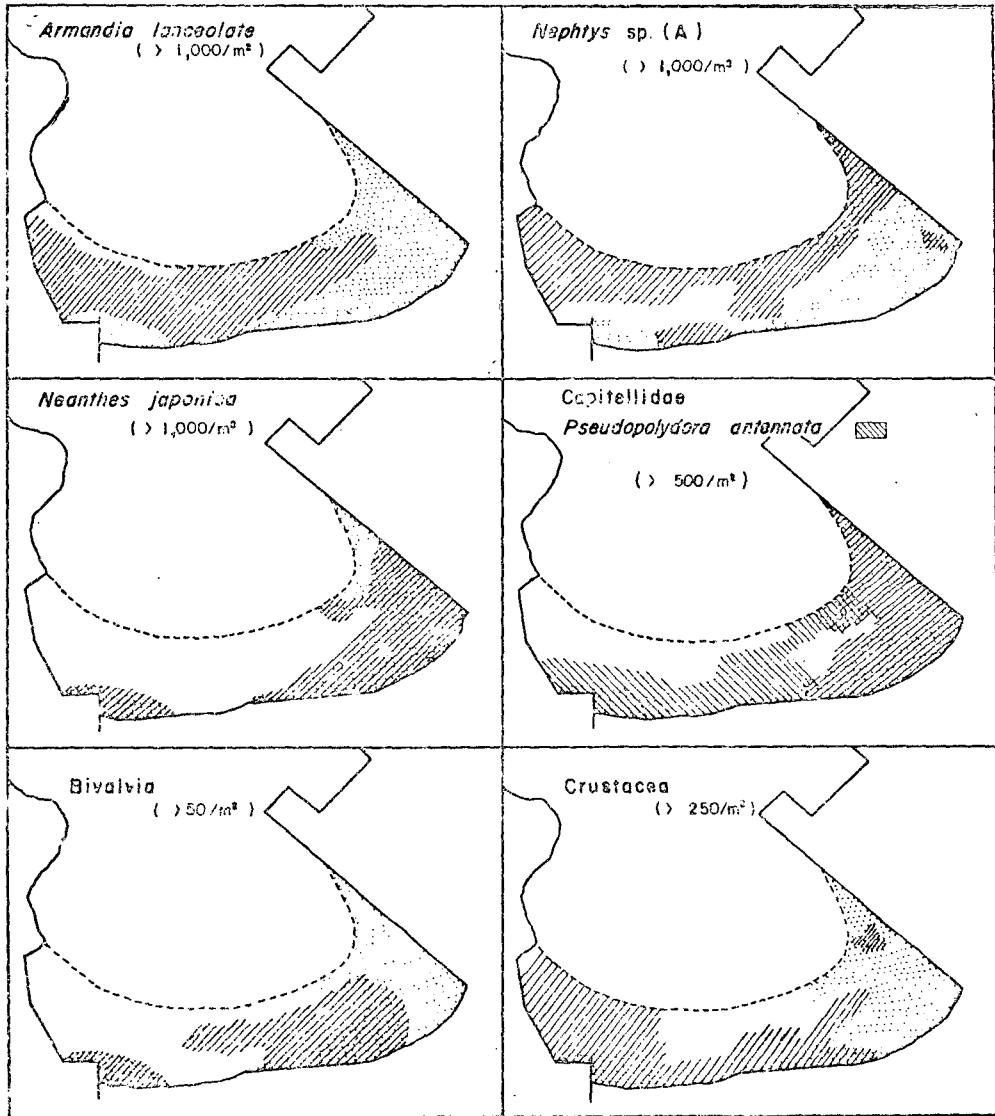 Armandia lanceolate
( > 1,000/m² )
Nephtys sp. (A)
( > 1,000/m² )
Neanthes japonica
( > 1,000/m² )
Capitellidae
Pseudopolydora antennata
( > 500/m² )
Bivalvia
( > 50/m² )
Crustacea
( > 250/m² )